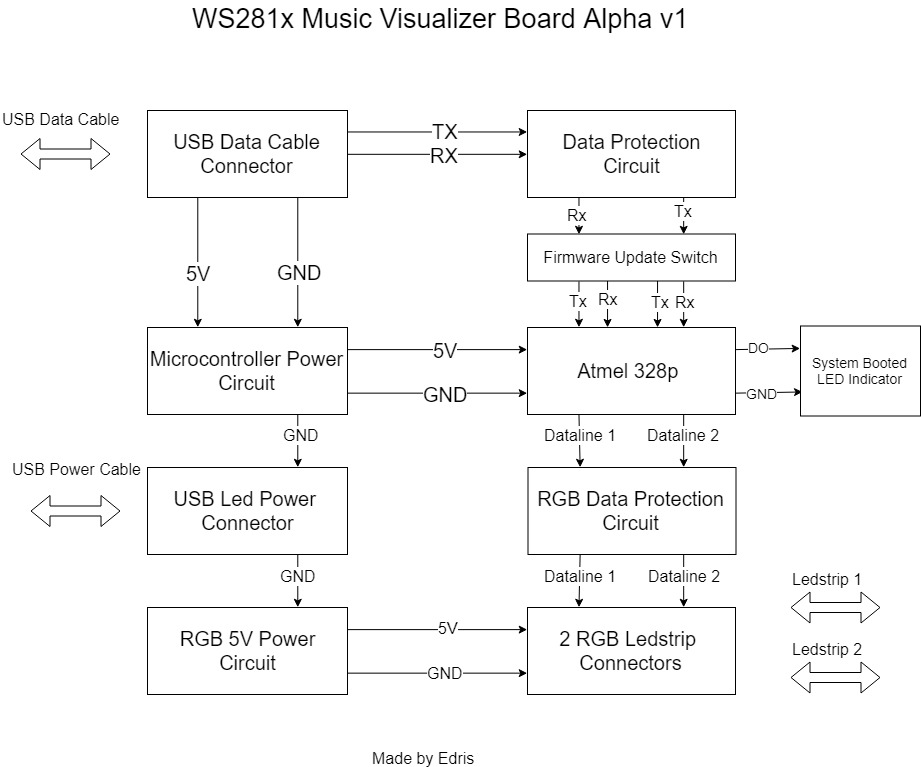 WS281x Music Visualizer Board Alpha v1
USB Data Cable
USB Data Cable
Connector
TX
RX
Data Protection
Circuit
Rx
Tx
Firmware Update Switch
5V
GND
Tx
Rx
Tx
Rx
Microcontroller Power
Circuit
5V
GND
Atmel 328p
DO
GND
System Booted
LED Indicator
GND
Dataline 1
Dataline 2
USB Power Cable
USB Led Power
Connector
RGB Data Protection
Circuit
GND
Dataline 1
Dataline 2
Ledstrip 1
RGB 5V Power
Circuit
5V
GND
2 RGB Ledstrip
Connectors
Ledstrip 2
Made by Edris